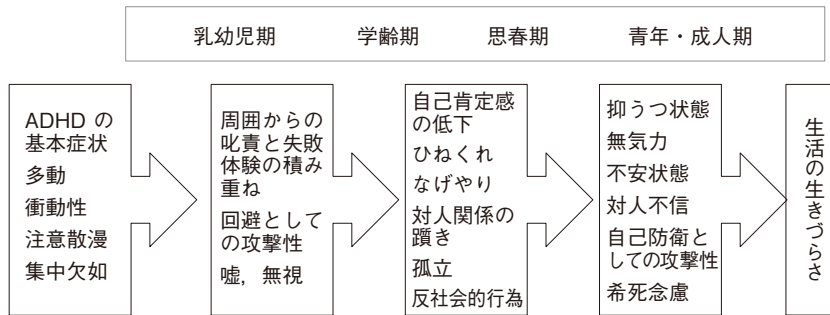 乳幼児期 学齢期 思春期 青年・成人期
ADHD の
基本症状
多動
衝動性
注意散漫
集中欠如
周囲からの
叱責と失敗
体験の積み
重ね
回避として
の攻撃性
嘘，無視
自己肯定感
の低下
ひねくれ
なげやり
対人関係の
躓き
孤立
反社会的行為
抑うつ状態
無気力
不安状態
対人不信
自己防衛と
しての攻撃性
希死念慮
生活の生きづらさ